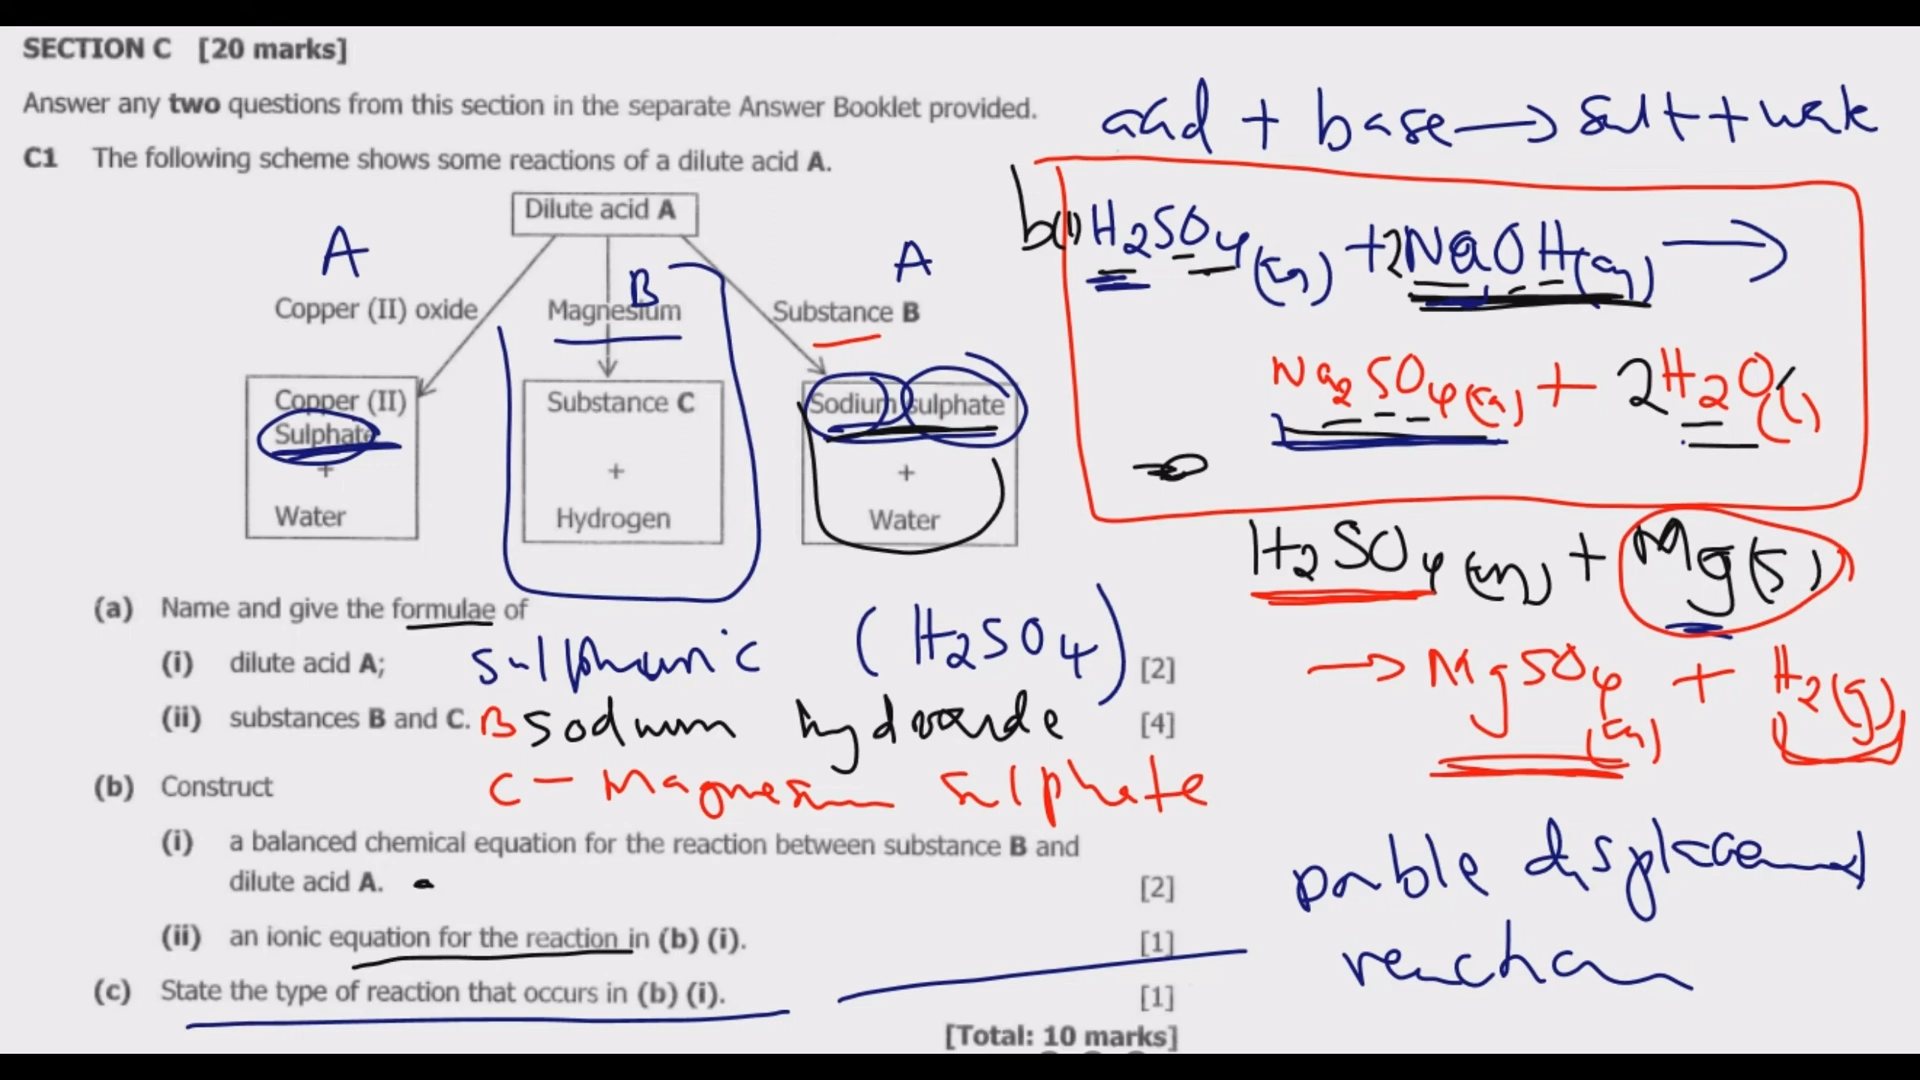 SECTION C [20 marks]
Answer any two questions from this section in the separate Answer Booklet provided.
acid + base → salt + wate
C1 The following scheme shows some reactions of a dilute acid A.
Dilute acid A
A
B
A
Copper (II) oxide
Magnesium
Substance B
Copper (II)
Sulphate
+
Water
Substance C
+
Hydrogen
Sodium sulphate
+
Water
b(i) H2SO4(aq) + 2NaOH(aq) →
Na2SO4(aq) + 2H2O(l)
H2SO4(aq) + Mg(s)
→ MgSO4(aq) + H2(g)
(a) Name and give the formulae of
(i) dilute acid A; sulphuric (H2SO4) [2]
(ii) substances B and C. B sodium hydroxide [4]
C - Magnesium sulphate
(b) Construct
(i) a balanced chemical equation for the reaction between substance B and
dilute acid A. [2]
(ii) an ionic equation for the reaction in (b) (i). [1]
(c) State the type of reaction that occurs in (b) (i). [1]
[Total: 10 marks]
double displacement
reaction